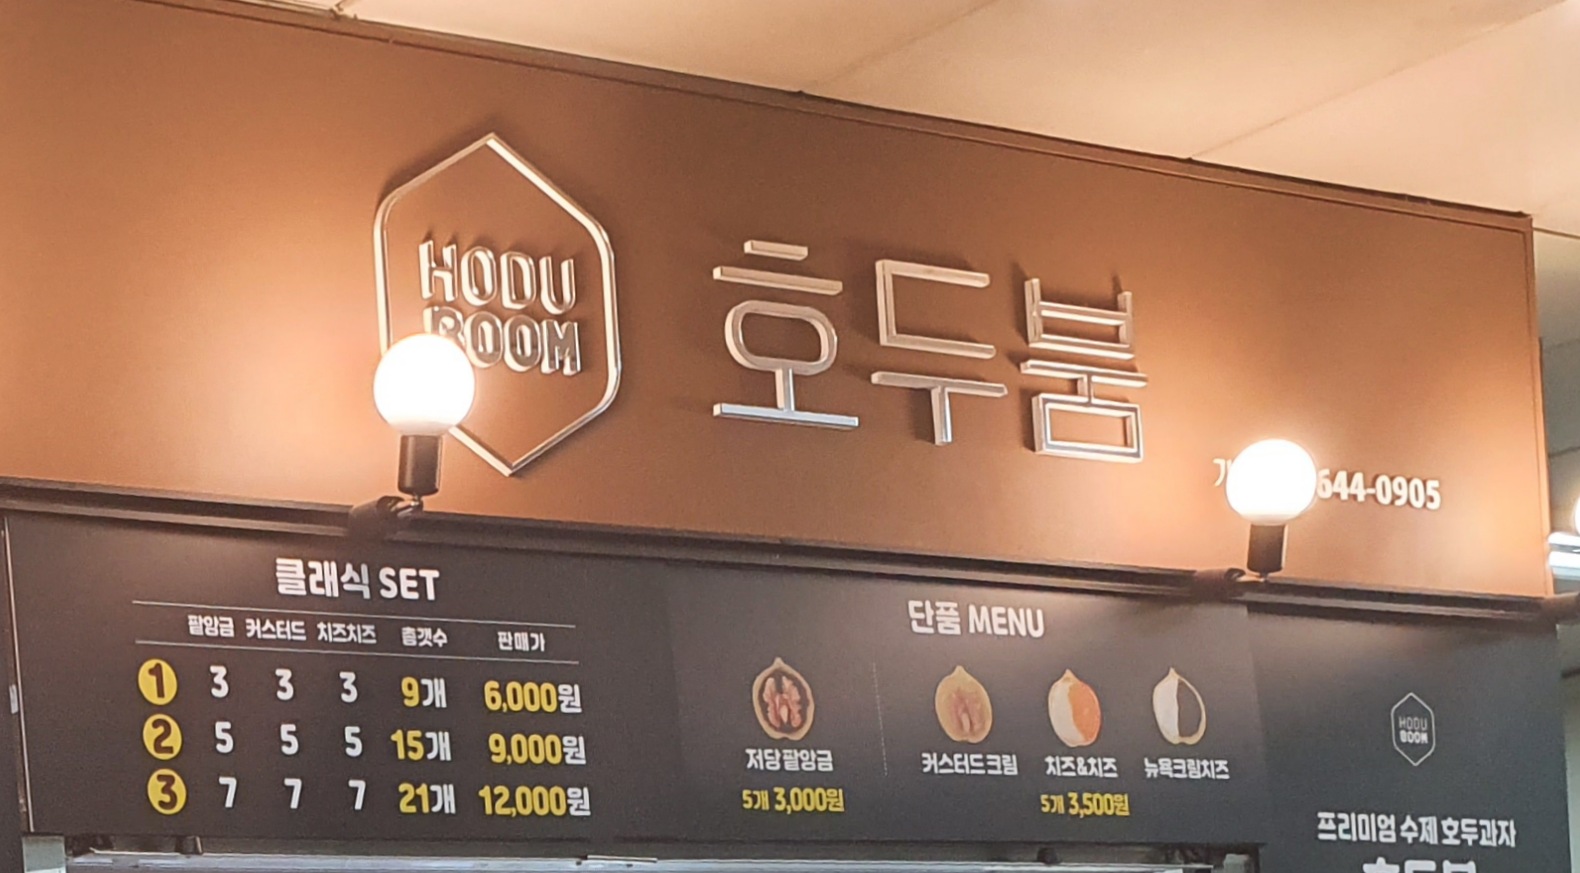 HODU
BOOM
호두붐
644-0905
클래식 SET
팥앙금 커스터드 치즈치즈 총갯수 판매가
1 3 3 3 9개 6,000원
2 5 5 5 15개 9,000원
3 7 7 7 21개 12,000원
단품 MENU
저당팥앙금 커스터드크림 치즈&치즈 뉴욕크림치즈
5개 3,000원 5개 3,500원
HODU
BOOM
프리미엄 수제 호두과자
호두붐